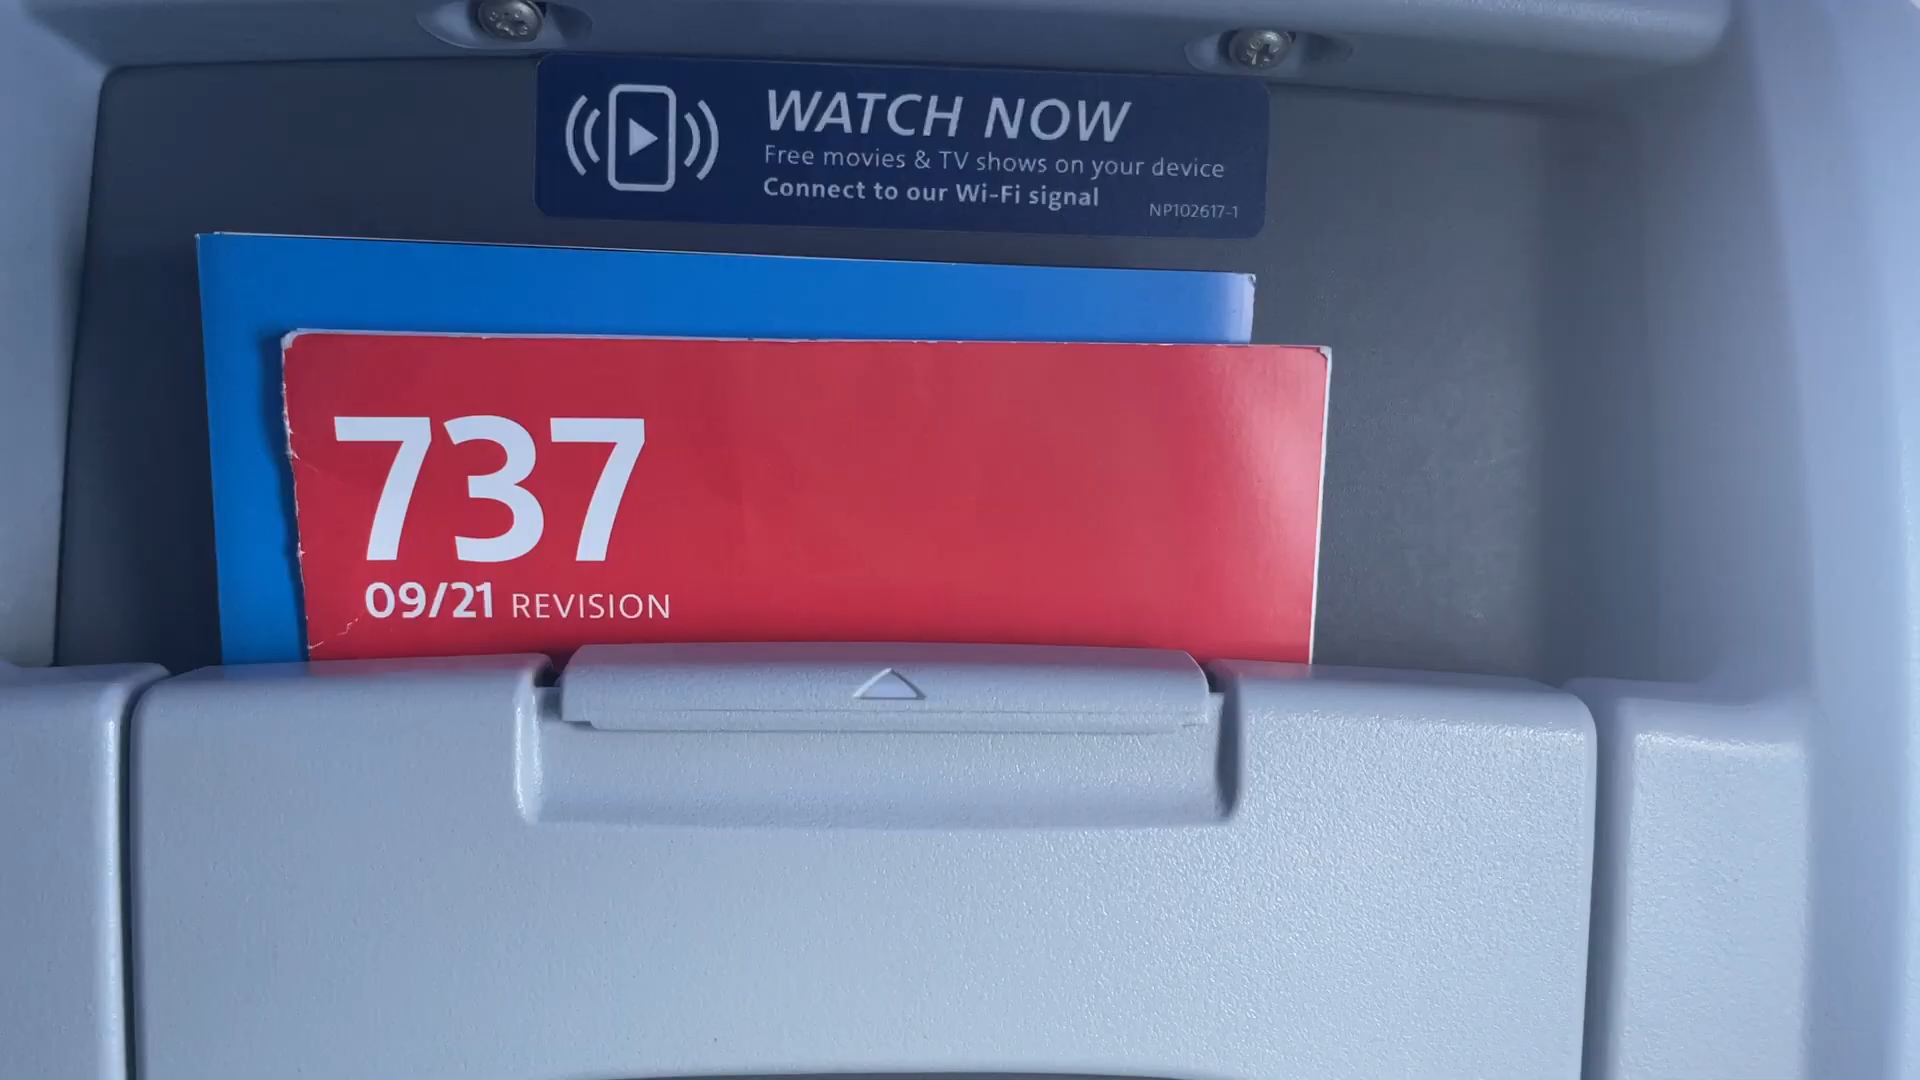 WATCH NOW
Free movies & TV shows on your device
Connect to our Wi-Fi signal
NP102617-1
737
09/21 REVISION